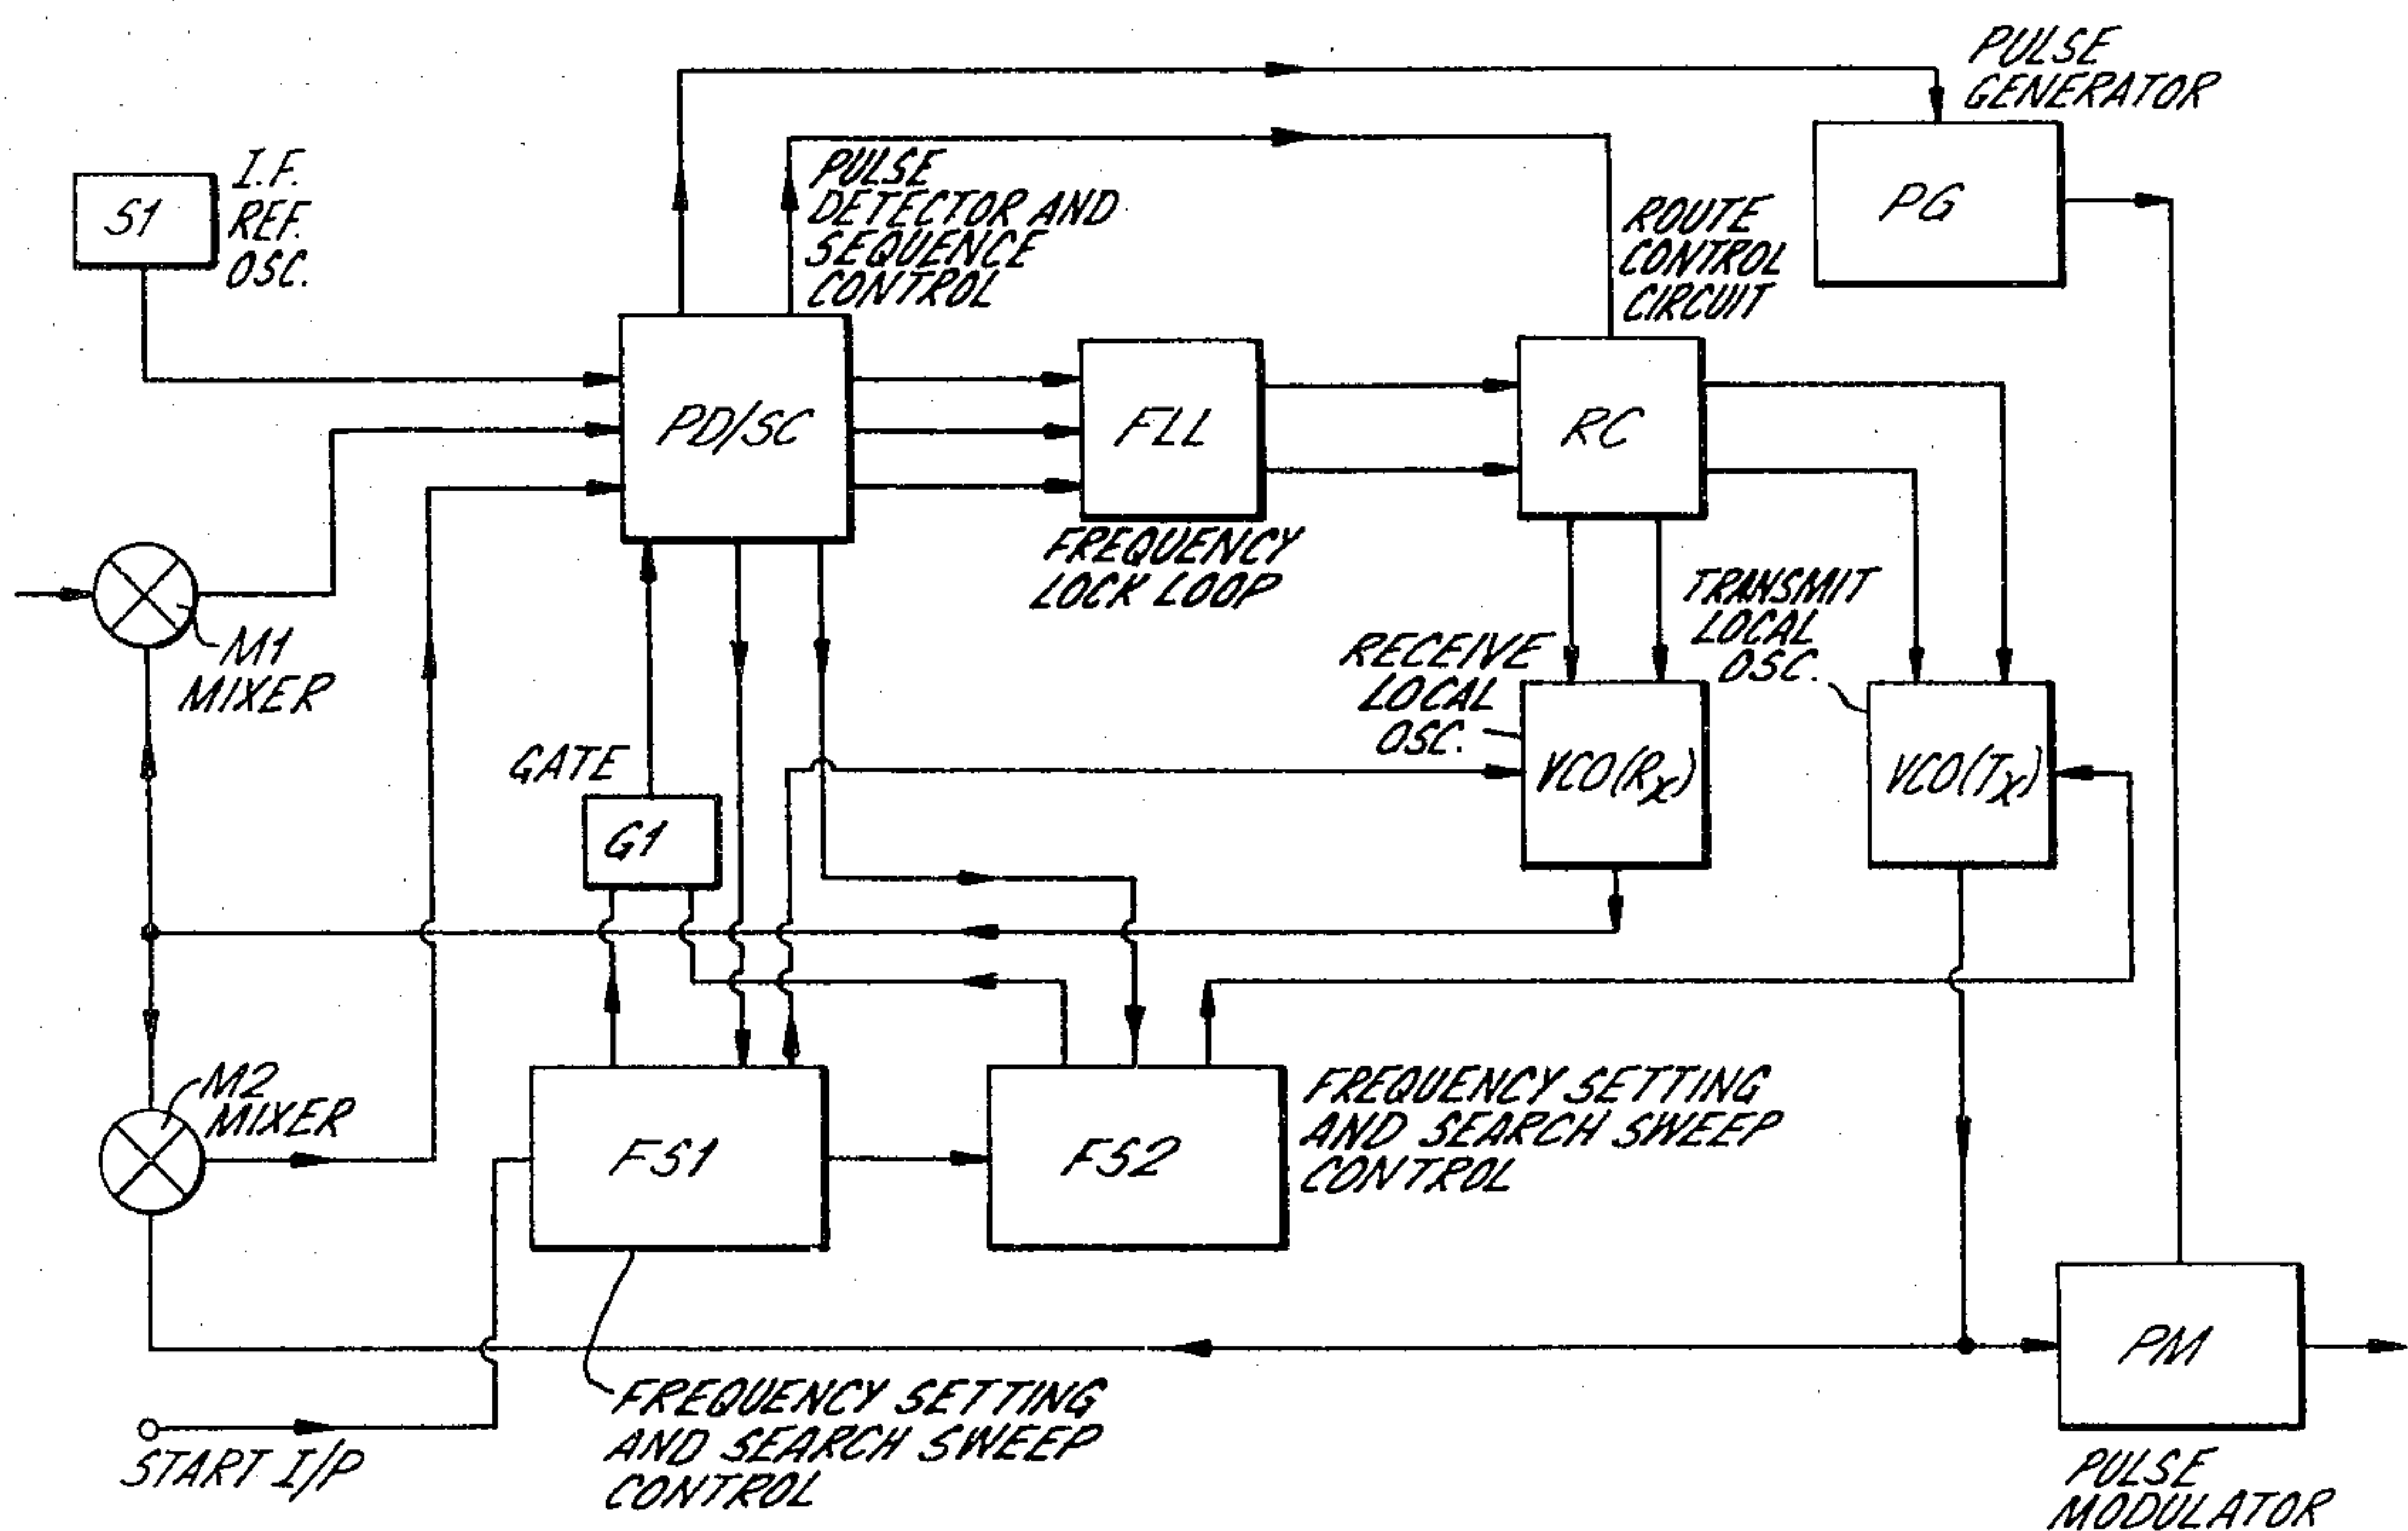 PULSE
GENERATOR
PG
I.F.
REF.
OSC.
S1
PULSE
DETECTOR AND
SEQUENCE
CONTROL
ROUTE
CONTROL
CIRCUIT
PD/SC
FLL
RC
FREQUENCY
LOCK LOOP
M1
MIXER
TRANSMIT
LOCAL
OSC.
RECEIVE
LOCAL
OSC.
VCO(Rx)
VCO(Tx)
GATE
G1
M2
MIXER
FS1
FS2
FREQUENCY SETTING
AND SEARCH SWEEP
CONTROL
PM
FREQUENCY SETTING
AND SEARCH SWEEP
CONTROL
START I/P
PULSE
MODULATOR